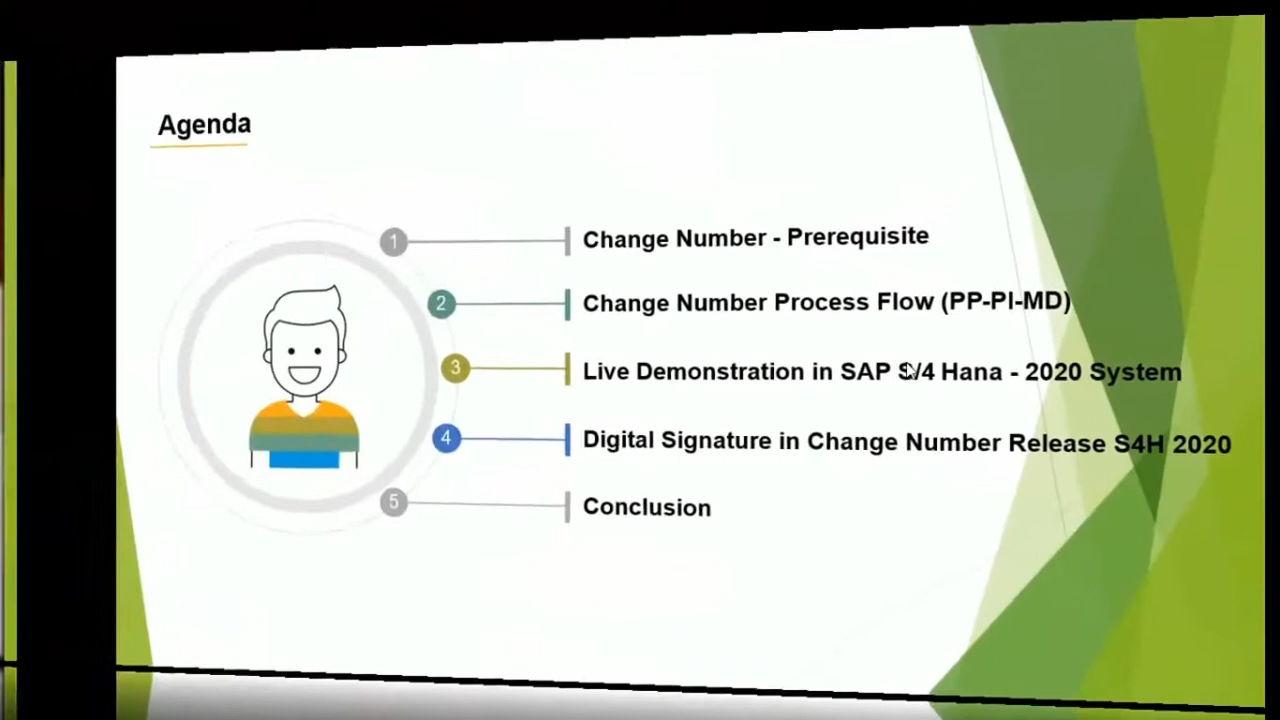 Agenda
1 Change Number - Prerequisite
2 Change Number Process Flow (PP-PI-MD)
3 Live Demonstration in SAP S/4 Hana - 2020 System
4 Digital Signature in Change Number Release S4H 2020
5 Conclusion